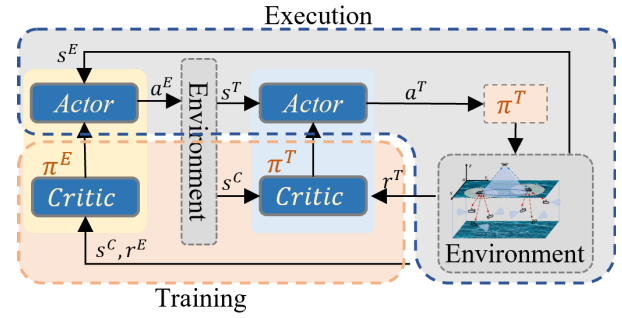 Execution
s^E
Actor
a^E
Environment
s^T
Actor
a^T
π^T
π^E
Critic
s^C
π^T
Critic
r^T
Environment
s^C, r^E
Training